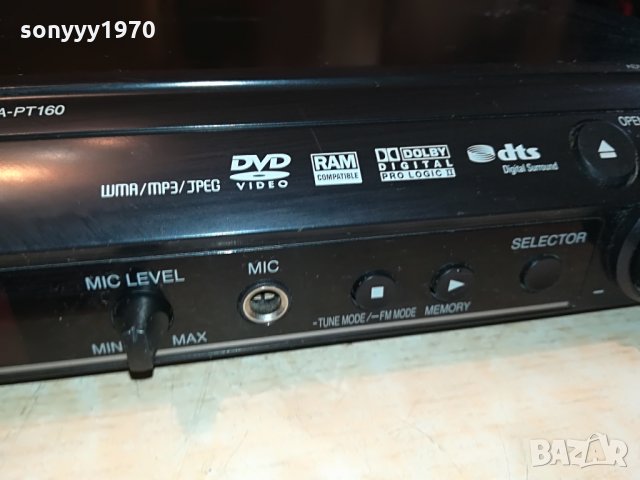 sonyyy1970
A-PT160
OPEN
WMA/MP3/JPEG
DVD
VIDEO
RAM
COMPATIBLE
DOLBY
DIGITAL
PRO LOGIC II
dts
Digital Surround
SELECTOR
MIC LEVEL
MIC
MIN
MAX
-TUNE MODE/—FM MODE
MEMORY
BAZAR